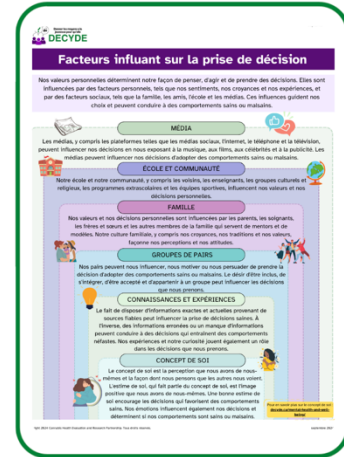 DECYDE
Facteurs influant sur la prise de décision
Nos valeurs personnelles déterminent notre façon de penser, d'agir et de prendre des décisions. Elles sont
influencées par des facteurs personnels, tels que nos sentiments, nos croyances et nos expériences, et
par des facteurs sociaux, tels que la famille, les amis, l'école et les médias. Ces influences guident nos
choix et peuvent conduire à des comportements sains ou malsains.
MÉDIA
Les médias, y compris les plateformes telles que les médias sociaux, l'internet, le téléphone et la télévision,
peuvent influencer nos décisions en nous exposant à la musique, aux films, aux célébrités et à la publicité. Les
médias peuvent influencer nos décisions d'adopter des comportements sains ou malsains.
ÉCOLE ET COMMUNAUTÉ
Notre école et notre communauté, y compris les voisins, les enseignants, les groupes culturels et
religieux, les programmes extrascolaires et les équipes sportives, influencent nos valeurs et nos
décisions personnelles.
FAMILLE
Nos valeurs et nos décisions personnelles sont influencées par les parents, les soignants,
les frères et sœurs et les autres membres de la famille qui servent de mentors et de
modèles. Notre culture familiale, y compris nos croyances, nos traditions et nos valeurs,
façonne nos perceptions et nos attitudes.
GROUPES DE PAIRS
Nos pairs peuvent nous influencer, nous motiver ou nous persuader de prendre la
décision d'adopter des comportements sains ou malsains. Le désir d'être inclus, de
s'intégrer, d'être accepté et d'appartenir à un groupe peut influencer les décisions
que nous prenons.
CONNAISSANCES ET EXPÉRIENCES
Le fait de disposer d'informations exactes et actuelles provenant de
sources fiables peut influencer la prise de décisions saines. À
l'inverse, des informations erronées ou un manque d'informations
peuvent conduire à des décisions qui entraînent des comportements
néfastes. Nos expériences et notre curiosité jouent également un rôle
dans les décisions que nous prenons.
CONCEPT DE SOI
Le concept de soi est la perception que nous avons de nous-
mêmes et la façon dont nous pensons que les autres nous voient.
L'estime de soi, qui fait partie du concept de soi, est l'image
positive que nous avons de nous-mêmes. Une bonne estime de
soi encourage les décisions qui favorisent des comportements
sains. Nos émotions influencent également nos décisions et
déterminent si nos comportements sont sains ou malsains.